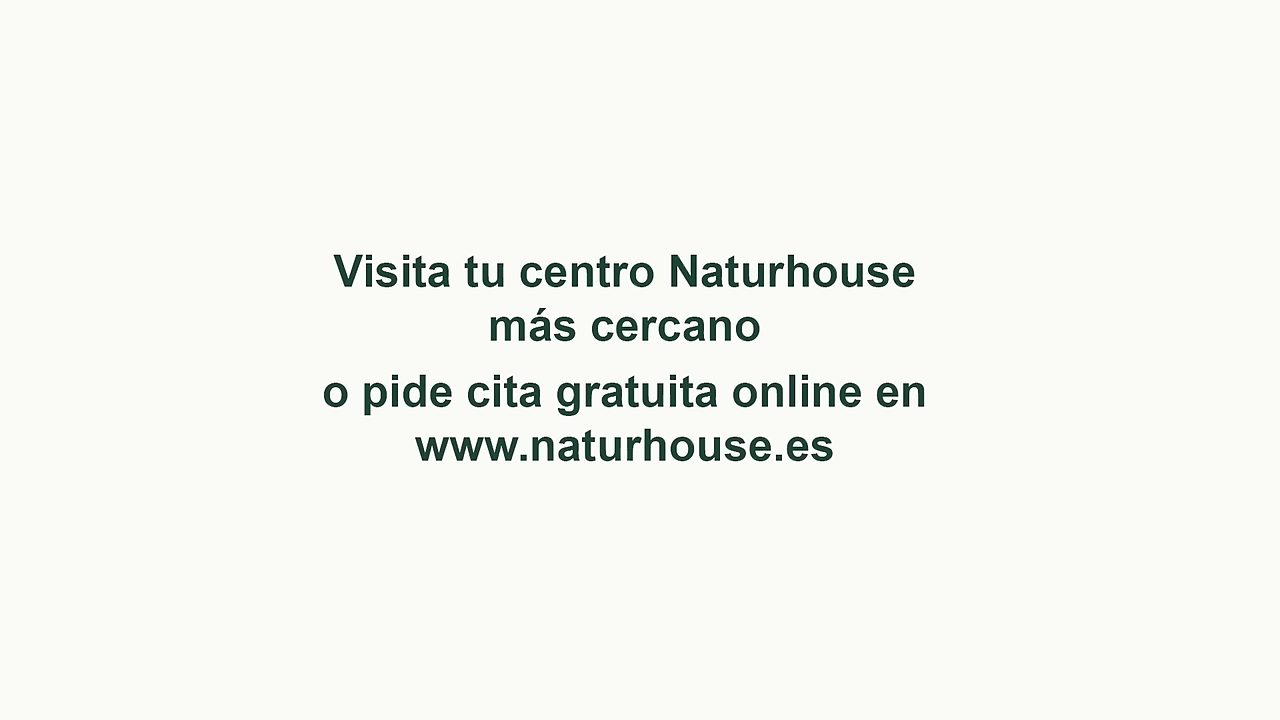 Visita tu centro Naturhouse
más cercano
o pide cita gratuita online en
www.naturhouse.es